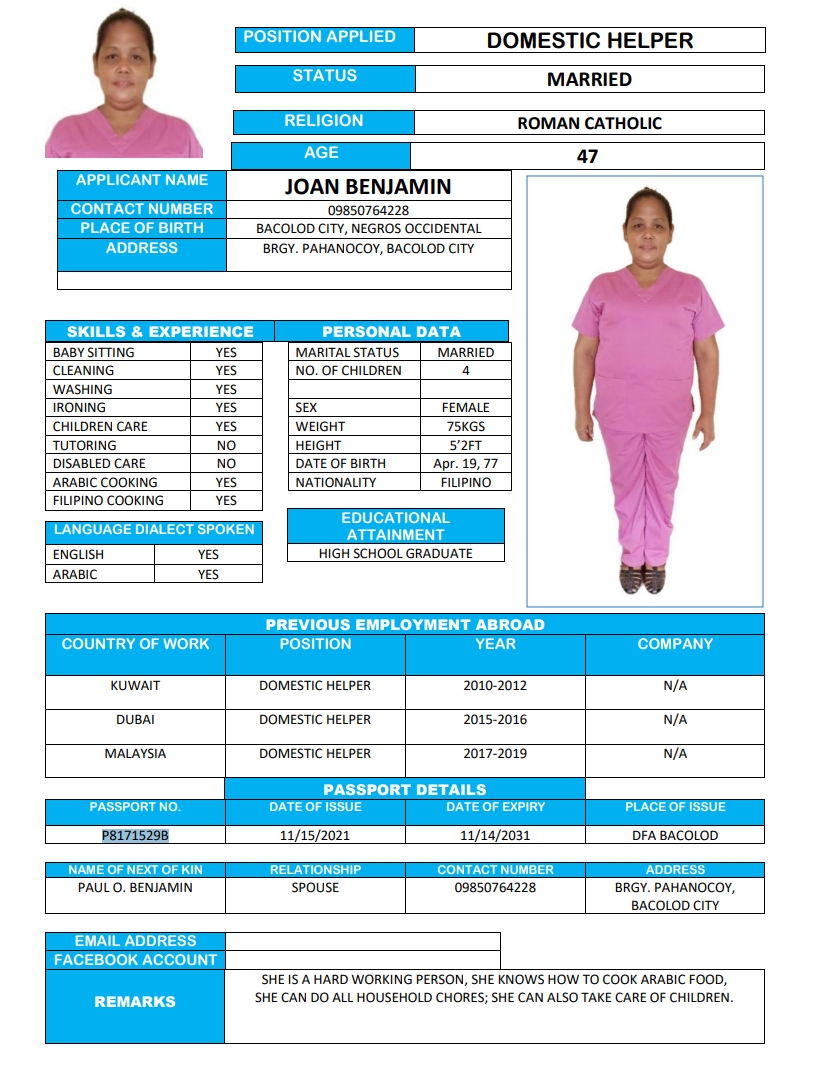 POSITION APPLIED DOMESTIC HELPER
STATUS MARRIED
RELIGION ROMAN CATHOLIC
AGE 47
APPLICANT NAME JOAN BENJAMIN
CONTACT NUMBER 09850764228
PLACE OF BIRTH BACOLOD CITY, NEGROS OCCIDENTAL
ADDRESS BRGY. PAHANOCOY, BACOLOD CITY
SKILLS & EXPERIENCE PERSONAL DATA
BABY SITTING YES MARITAL STATUS MARRIED
CLEANING YES NO. OF CHILDREN 4
WASHING YES
IRONING YES SEX FEMALE
CHILDREN CARE YES WEIGHT 75KGS
TUTORING NO HEIGHT 5’2FT
DISABLED CARE NO DATE OF BIRTH Apr. 19, 77
ARABIC COOKING YES NATIONALITY FILIPINO
FILIPINO COOKING YES
LANGUAGE DIALECT SPOKEN
ENGLISH YES
ARABIC YES
EDUCATIONAL
ATTAINMENT
HIGH SCHOOL GRADUATE
PREVIOUS EMPLOYMENT ABROAD
COUNTRY OF WORK POSITION YEAR COMPANY
KUWAIT DOMESTIC HELPER 2010-2012 N/A
DUBAI DOMESTIC HELPER 2015-2016 N/A
MALAYSIA DOMESTIC HELPER 2017-2019 N/A
PASSPORT DETAILS
PASSPORT NO. DATE OF ISSUE DATE OF EXPIRY PLACE OF ISSUE
P8171529B 11/15/2021 11/14/2031 DFA BACOLOD
NAME OF NEXT OF KIN RELATIONSHIP CONTACT NUMBER ADDRESS
PAUL O. BENJAMIN SPOUSE 09850764228 BRGY. PAHANOCOY,
BACOLOD CITY
EMAIL ADDRESS
FACEBOOK ACCOUNT
REMARKS
SHE IS A HARD WORKING PERSON, SHE KNOWS HOW TO COOK ARABIC FOOD,
SHE CAN DO ALL HOUSEHOLD CHORES; SHE CAN ALSO TAKE CARE OF CHILDREN.